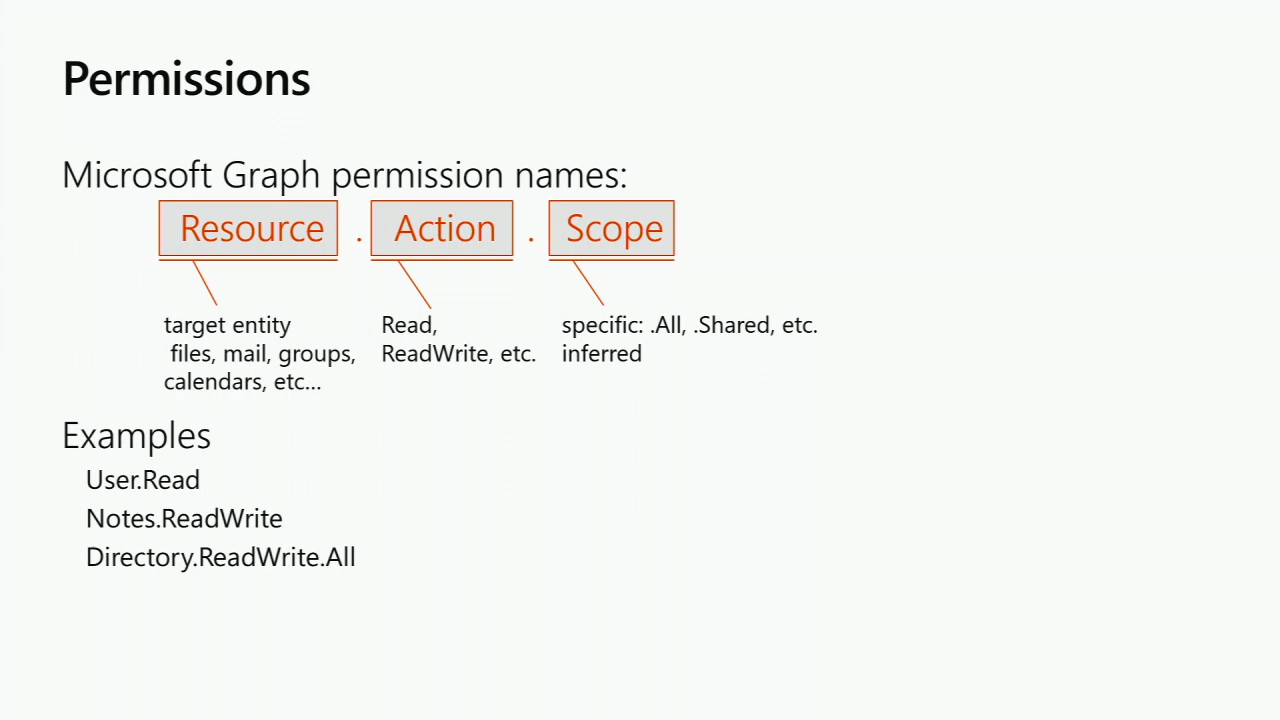 Permissions
Microsoft Graph permission names:
Resource . Action . Scope
target entity
files, mail, groups,
calendars, etc...
Read,
ReadWrite, etc.
specific: .All, .Shared, etc.
inferred
Examples
User.Read
Notes.ReadWrite
Directory.ReadWrite.All